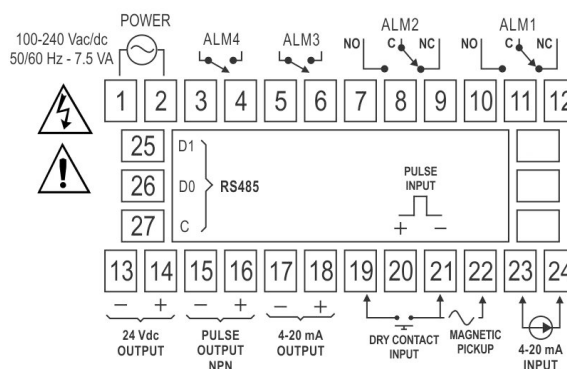 POWER
100-240 Vac/dc
50/60 Hz - 7.5 VA
ALM4
ALM3
ALM2
NO C NC
ALM1
NO C NC
1 2 3 4 5 6 7 8 9 10 11 12
25 D1
26 D0 RS485
27 C
PULSE
INPUT
+ −
13 14 15 16 17 18 19 20 21 22 23 24
− + − + − +
24 Vdc
OUTPUT
PULSE
OUTPUT
NPN
4-20 mA
OUTPUT
DRY CONTACT
INPUT
MAGNETIC
PICKUP
4-20 mA
INPUT